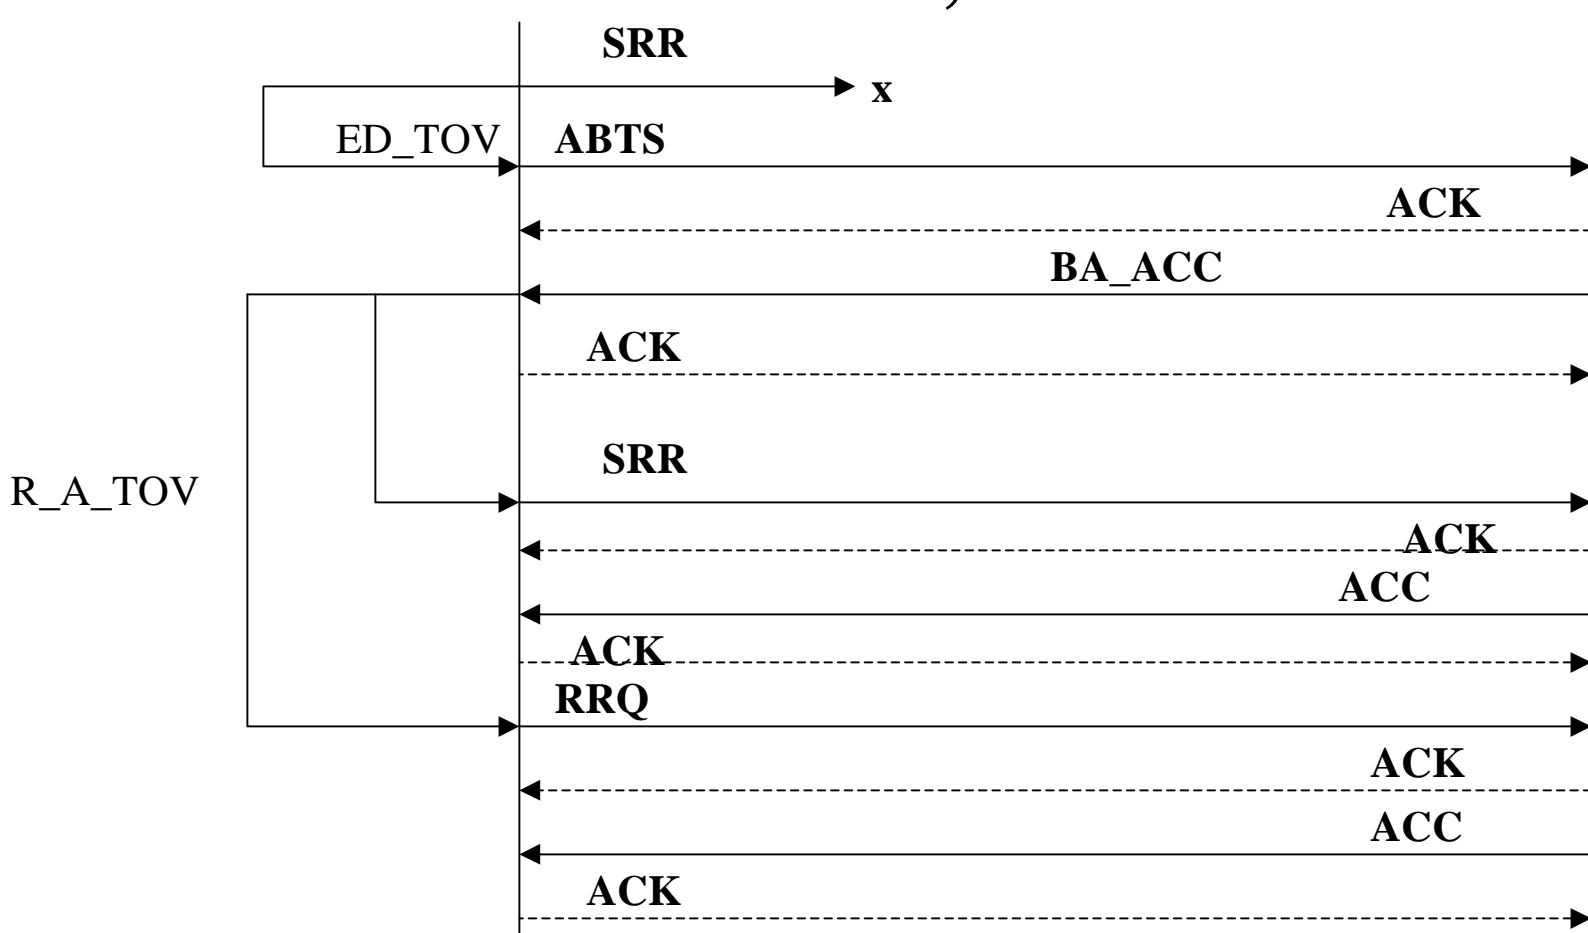 SRR
x
ED_TOV ABTS
ACK
BA_ACC
ACK
SRR
R_A_TOV
ACK
ACC
ACK
RRQ
ACK
ACC
ACK